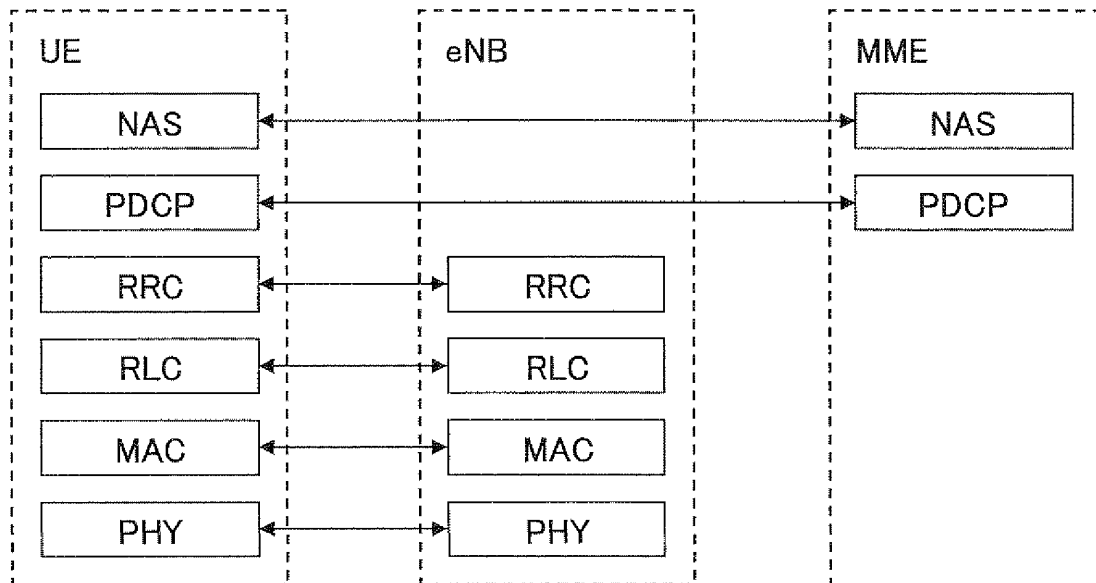 UE eNB MME
NAS NAS
PDCP PDCP
RRC RRC
RLC RLC
MAC MAC
PHY PHY